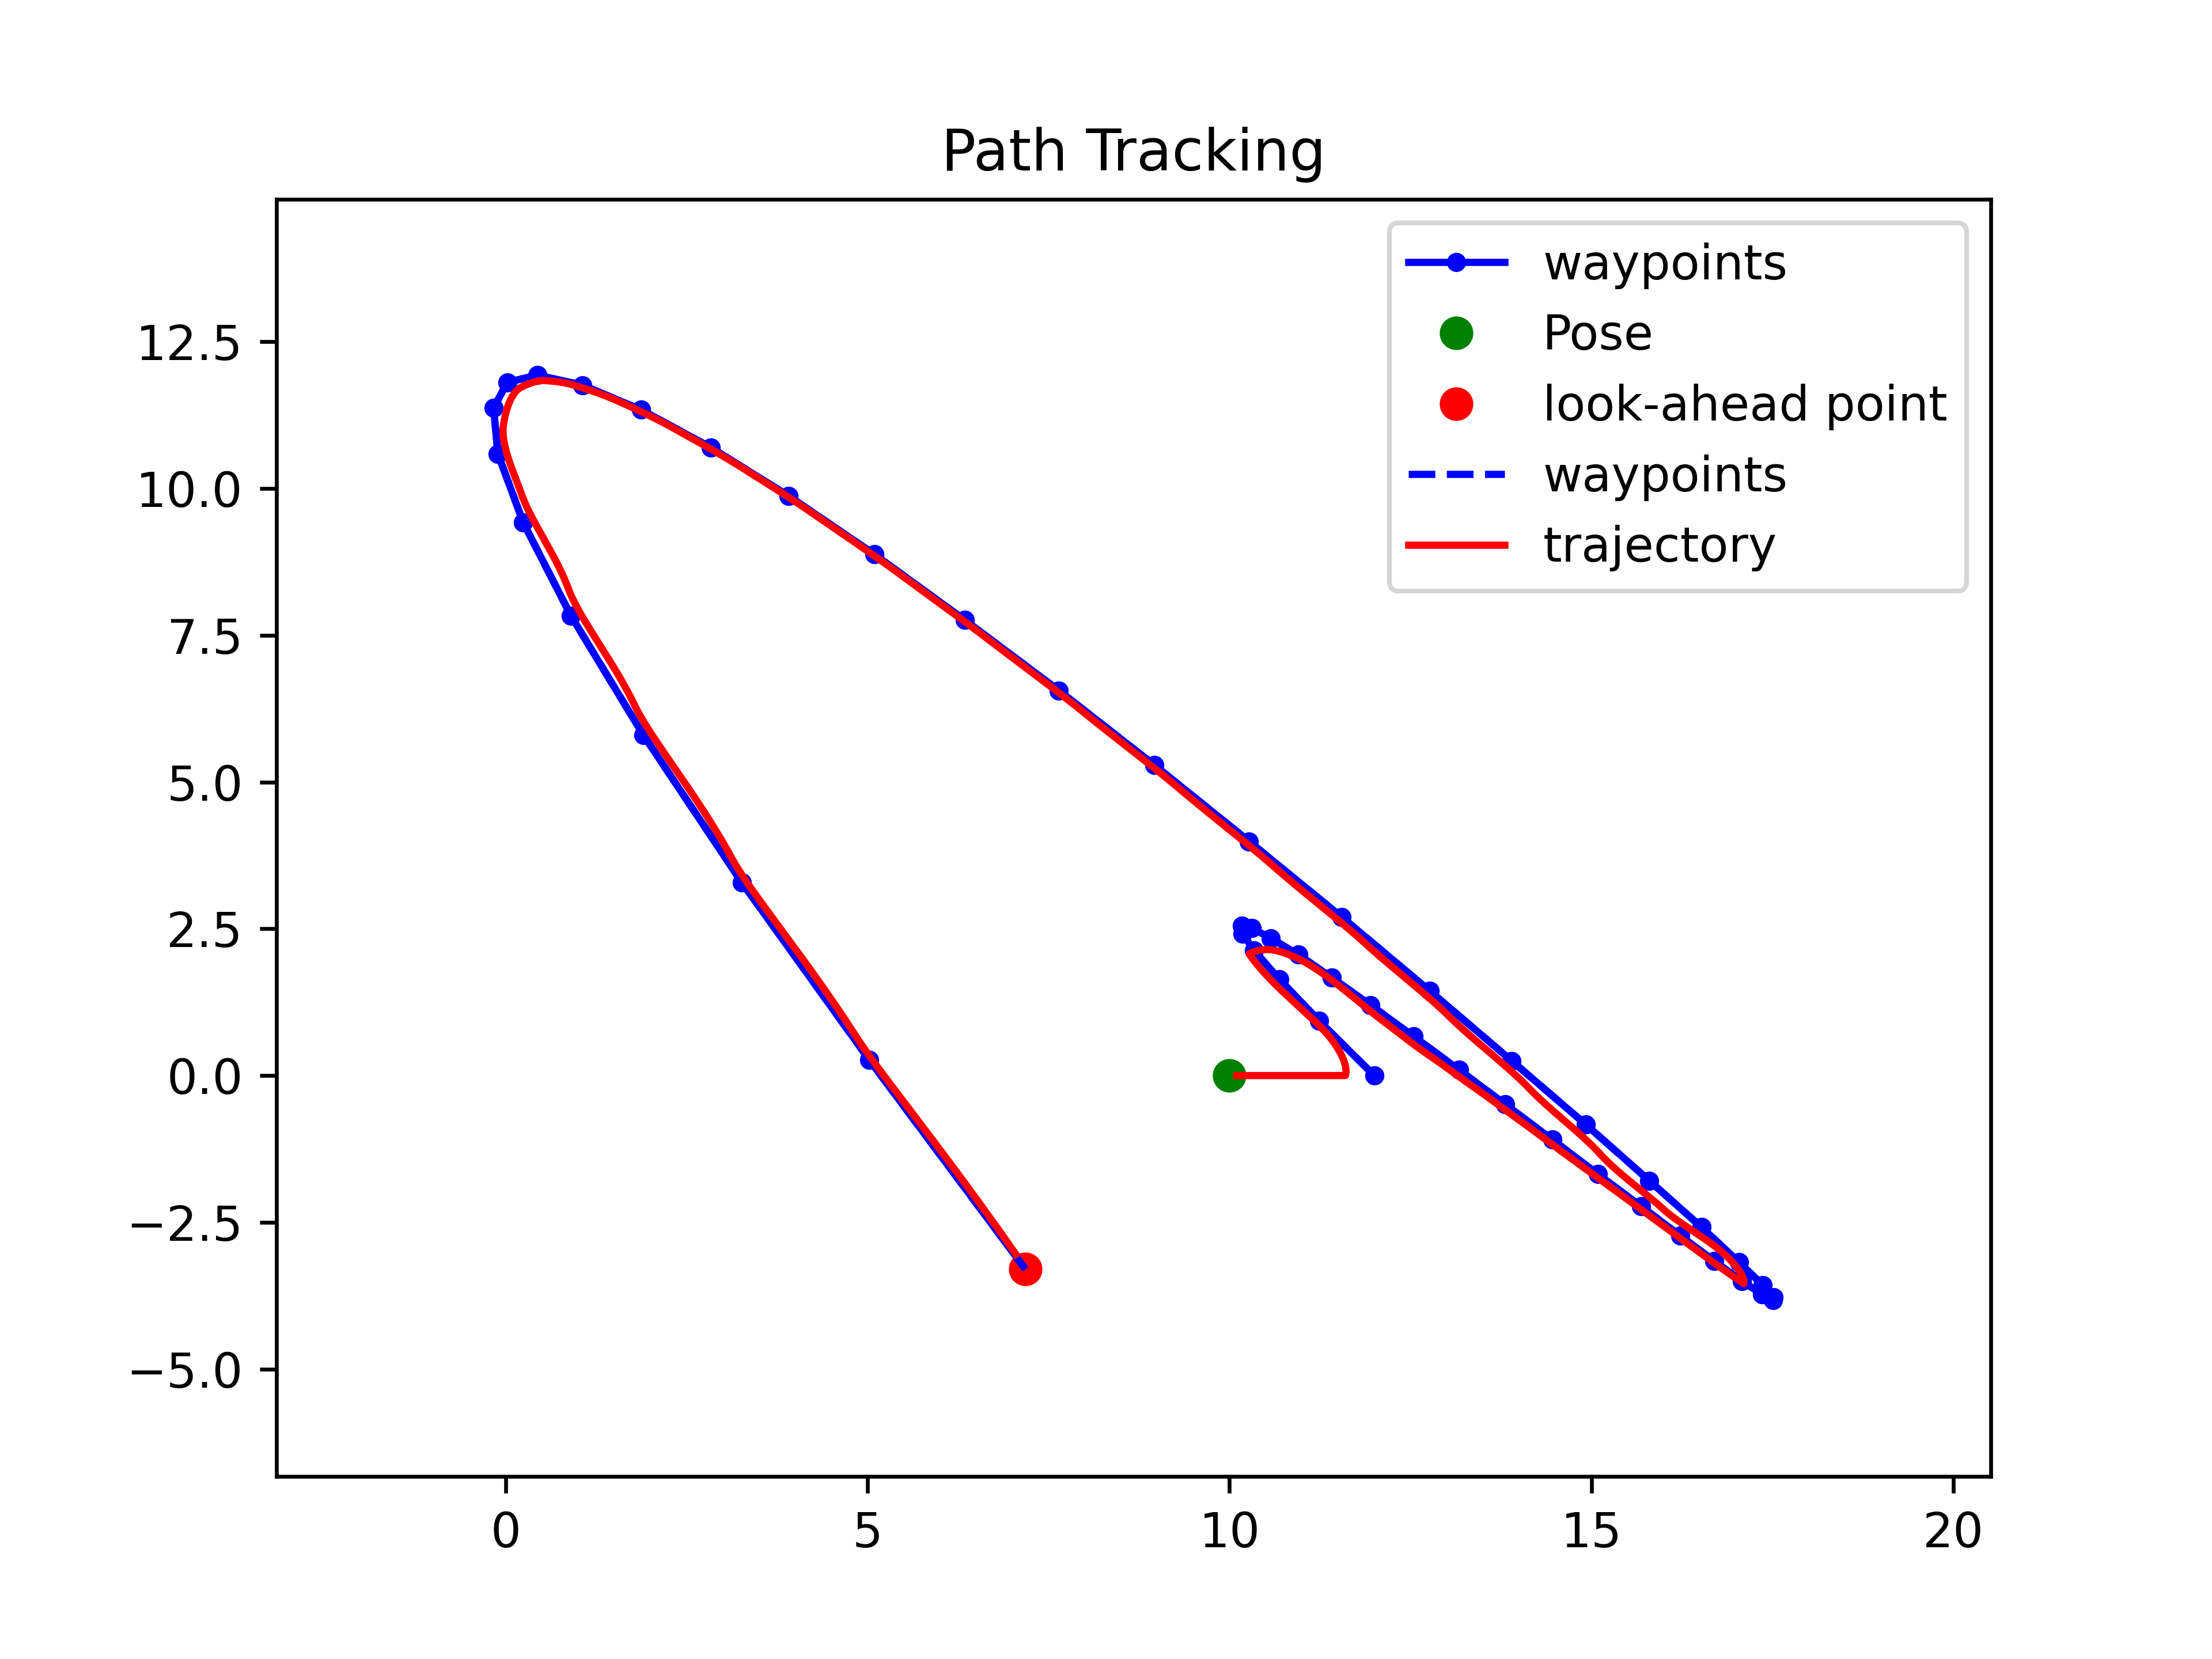 Path Tracking
waypoints
Pose
look-ahead point
waypoints
trajectory
12.5
10.0
7.5
5.0
2.5
0.0
−2.5
−5.0
0 5 10 15 20